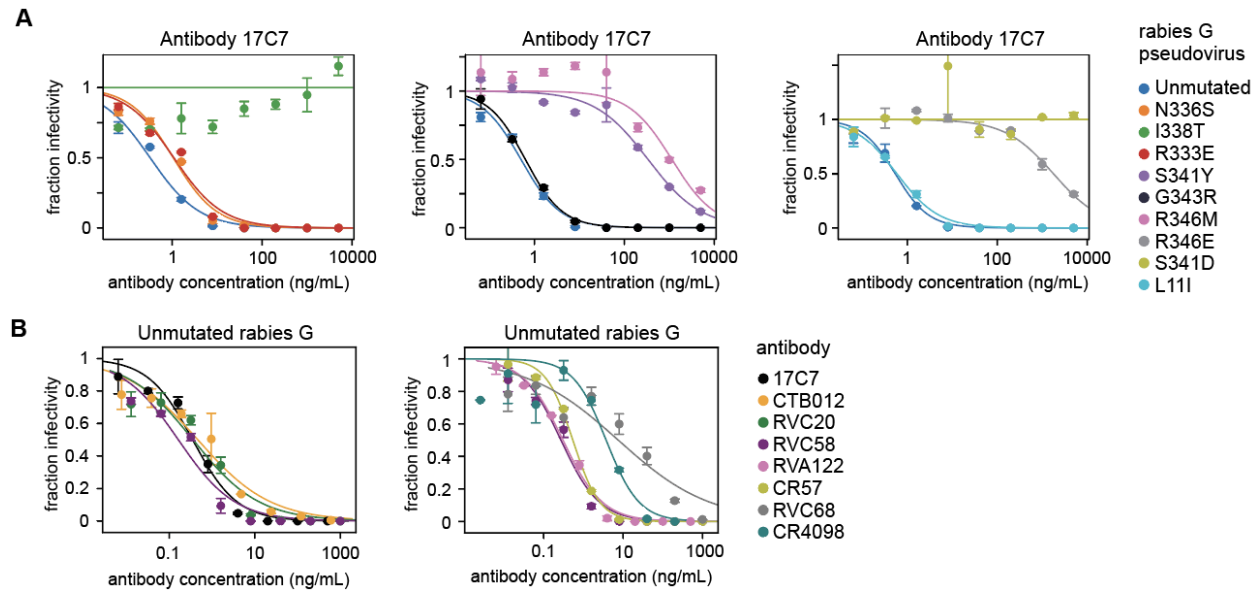 A
Antibody 17C7
Antibody 17C7
Antibody 17C7
rabies G
pseudovirus
Unmutated
N336S
I338T
R333E
S341Y
G343R
R346M
R346E
S341D
L11I
fraction infectivity
1
0.5
0
1
100
10000
antibody concentration (ng/mL)
fraction infectivity
1
0.5
0
1
100
10000
antibody concentration (ng/mL)
fraction infectivity
1
0.5
0
1
100
10000
antibody concentration (ng/mL)
B
Unmutated rabies G
Unmutated rabies G
fraction infectivity
1
0.8
0.6
0.4
0.2
0
0.1
10
1000
antibody concentration (ng/mL)
fraction infectivity
1
0.8
0.6
0.4
0.2
0
0.1
10
1000
antibody concentration (ng/mL)
antibody
17C7
CTB012
RVC20
RVC58
RVA122
CR57
RVC68
CR4098